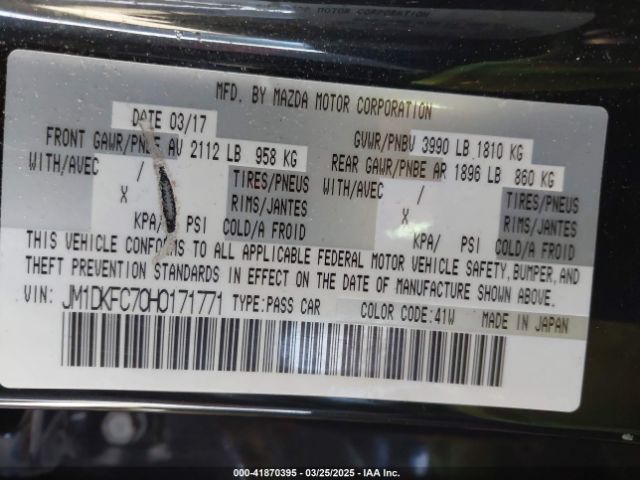 MFD. BY MAZDA MOTOR CORPORATION
DATE 03/17
GVWR/PNBV 3990 LB 1810 KG
FRONT GAWR/PNBE AV 2112 LB 958 KG
REAR GAWR/PNBE AR 1896 LB 860 KG
WITH/AVEC / TIRES/PNEUS
WITH/AVEC / TIRES/PNEUS
X RIMS/JANTES
X RIMS/JANTES
KPA/ PSI COLD/A FROID
KPA/ PSI COLD/A FROID
THIS VEHICLE CONFORMS TO ALL APPLICABLE FEDERAL MOTOR VEHICLE SAFETY, BUMPER, AND
THEFT PREVENTION STANDARDS IN EFFECT ON THE DATE OF MANUFACTURE SHOWN ABOVE.
VIN: JM1DKFC70H0171771 TYPE:PASS CAR COLOR CODE:41W MADE IN JAPAN
000-41870395 - 03/25/2025 - IAA Inc.